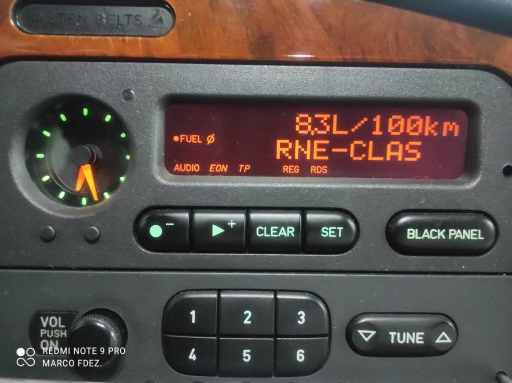 FASTEN BELTS
8,3L/100km
FUEL Ø
RNE-CLAS
AUDIO EON TP REG RDS
- + CLEAR SET BLACK PANEL
VOL
PUSH
ON
1 2 3
TUNE
4 5 6
REDMI NOTE 9 PRO
MARCO FDEZ.